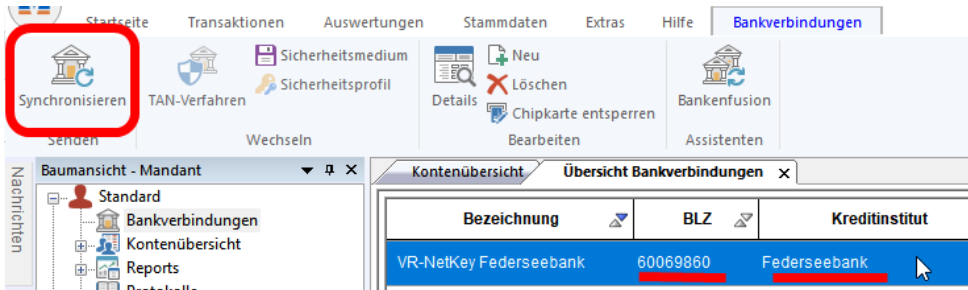 Startseite Transaktionen Auswertungen Stammdaten Extras Hilfe Bankverbindungen
Synchronisieren TAN-Verfahren Sicherheitsmedium Sicherheitsprofil Details Neu Löschen Chipkarte entsperren Bankenfusion
Senden Wechseln Bearbeiten Assistenten
Nachrichten
Baumansicht - Mandant
Standard
Bankverbindungen
Kontenübersicht
Reports
Protokolle
Kontenübersicht Übersicht Bankverbindungen
Bezeichnung BLZ Kreditinstitut
VR-NetKey Federseebank 60069860 Federseebank